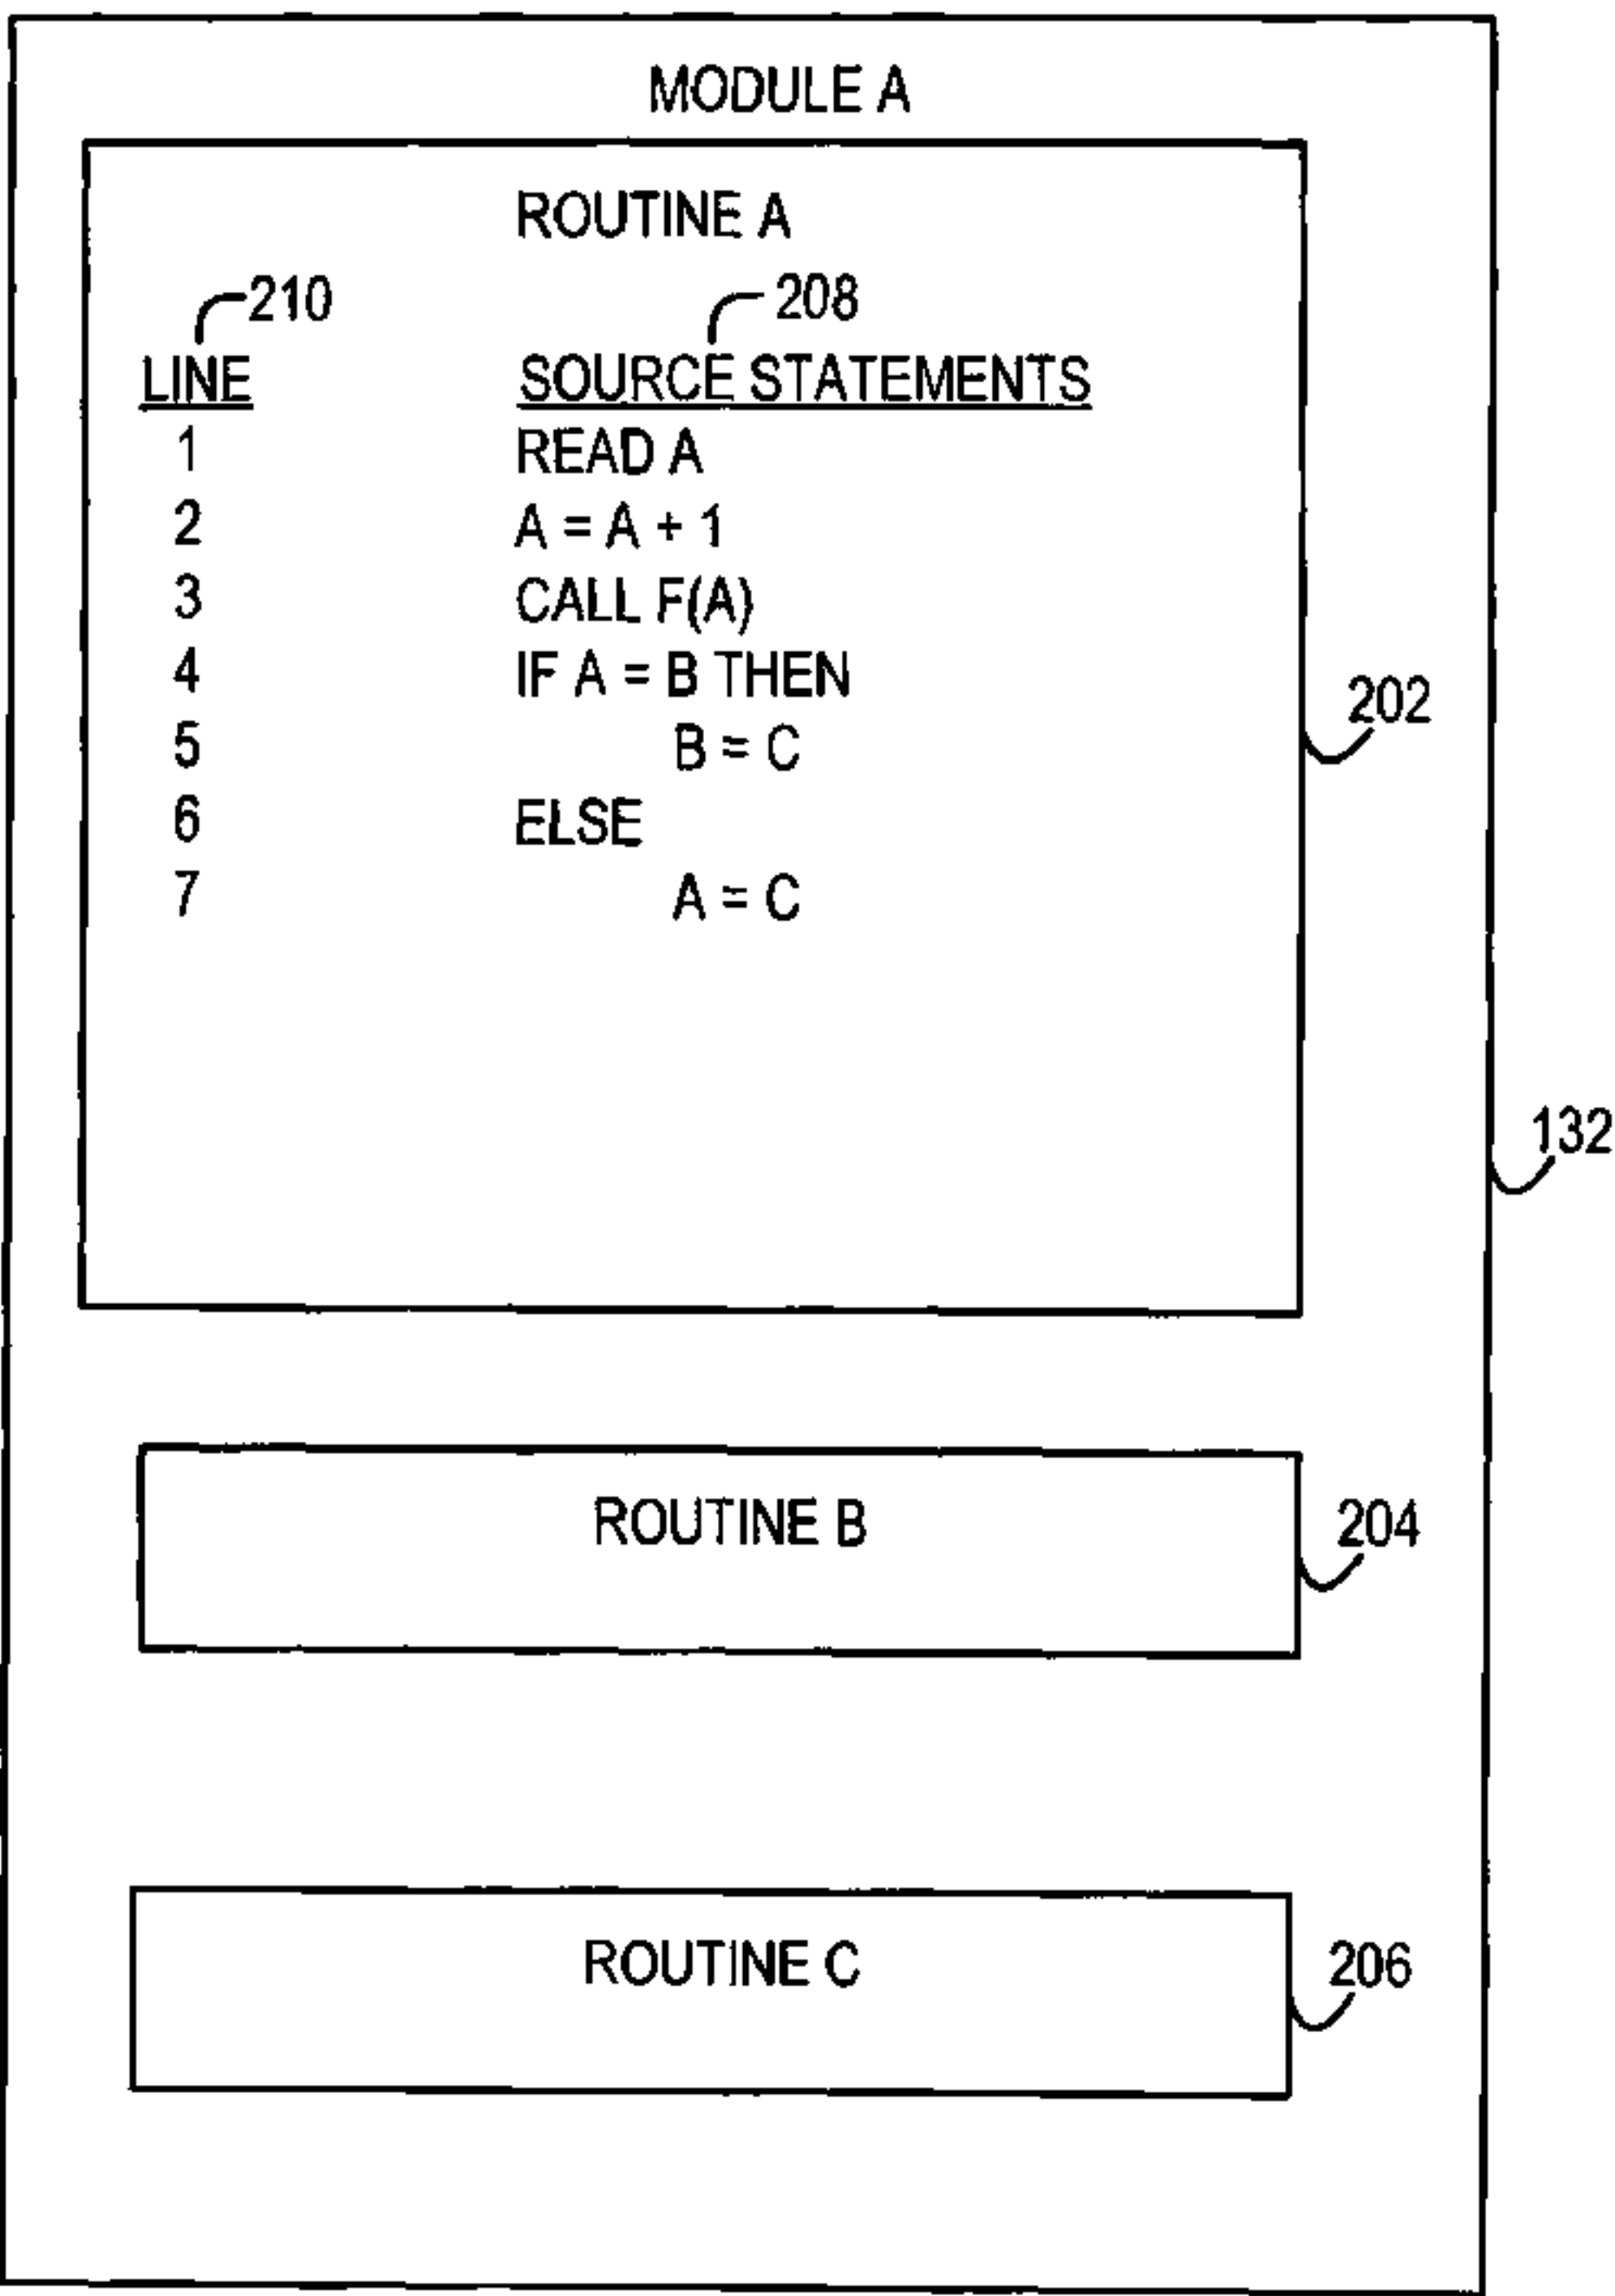 MODULE A
ROUTINE A
210 208
LINE SOURCE STATEMENTS
1 READ A
2 A = A + 1
3 CALL F(A)
4 IF A = B THEN
202
5 B = C
6 ELSE
7 A = C
132
ROUTINE B
204
ROUTINE C
206